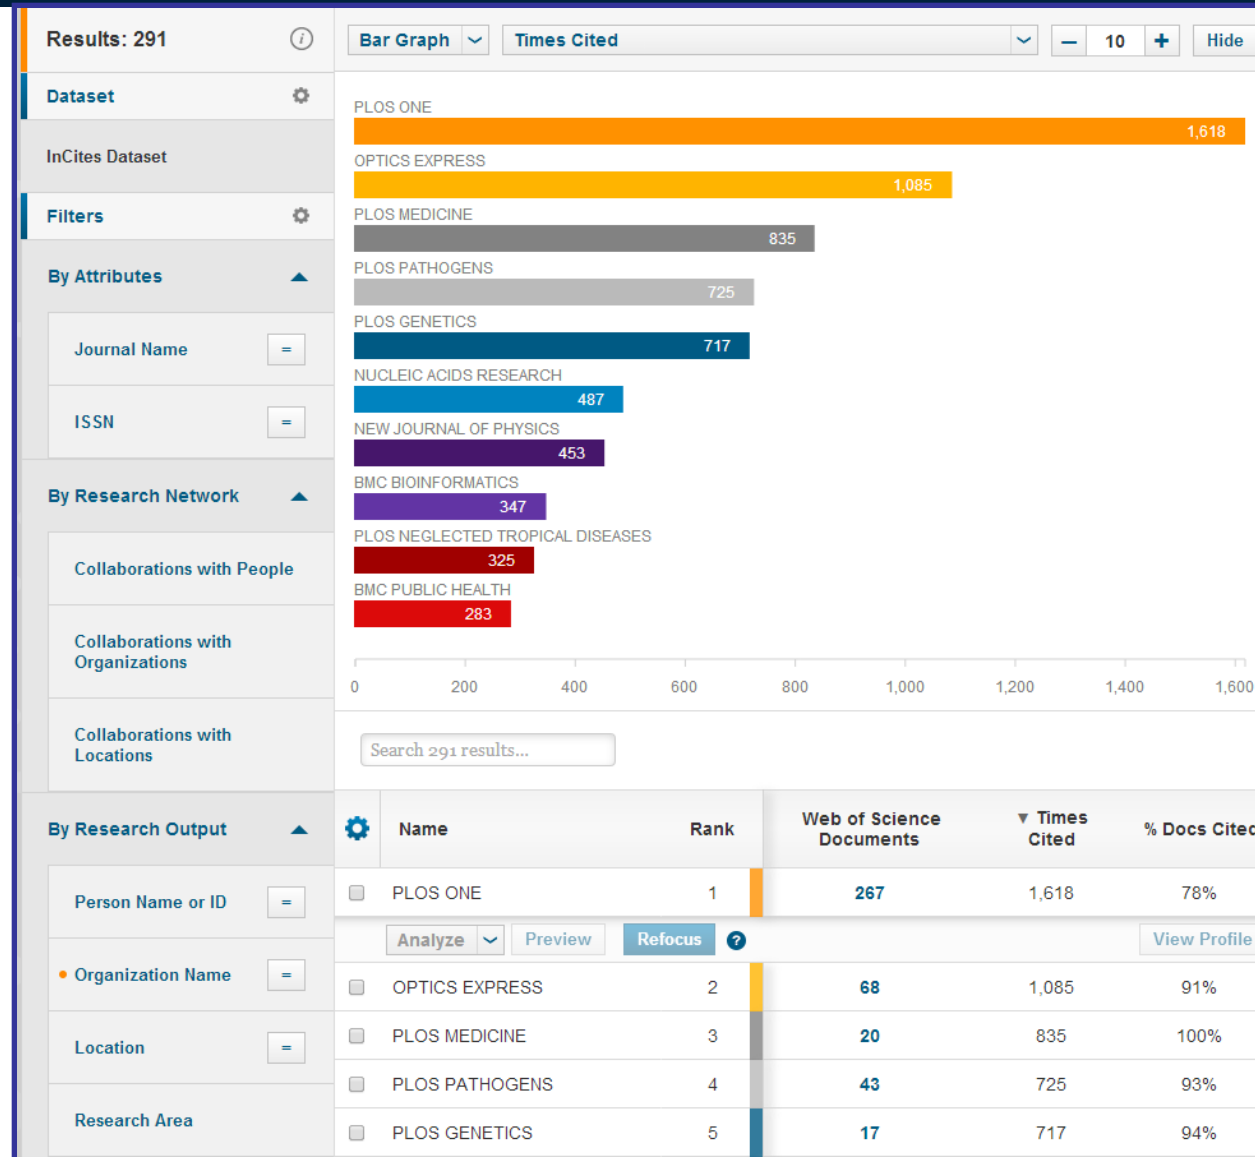 Results: 291
Dataset
InCites Dataset
Filters
By Attributes
Journal Name =
ISSN =
By Research Network
Collaborations with People
Collaborations with
Organizations
Collaborations with
Locations
By Research Output
Person Name or ID =
Organization Name =
Location =
Research Area
Bar Graph Times Cited − 10 + Hide
PLOS ONE
1,618
OPTICS EXPRESS
1,085
PLOS MEDICINE
835
PLOS PATHOGENS
725
PLOS GENETICS
717
NUCLEIC ACIDS RESEARCH
487
NEW JOURNAL OF PHYSICS
453
BMC BIOINFORMATICS
347
PLOS NEGLECTED TROPICAL DISEASES
325
BMC PUBLIC HEALTH
283
0 200 400 600 800 1,000 1,200 1,400 1,600
Search 291 results...
Name Rank Web of Science Documents ▼ Times Cited % Docs Cited
PLOS ONE 1 267 1,618 78%
Analyze Preview Refocus ? View Profile
OPTICS EXPRESS 2 68 1,085 91%
PLOS MEDICINE 3 20 835 100%
PLOS PATHOGENS 4 43 725 93%
PLOS GENETICS 5 17 717 94%